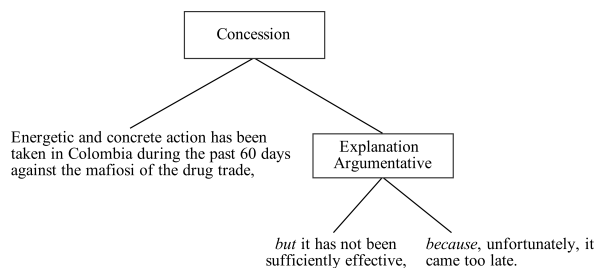 Concession
Energetic and concrete action has been
taken in Colombia during the past 60 days
against the mafiosi of the drug trade,
Explanation
Argumentative
but it has not been
sufficiently effective,
because, unfortunately, it
came too late.